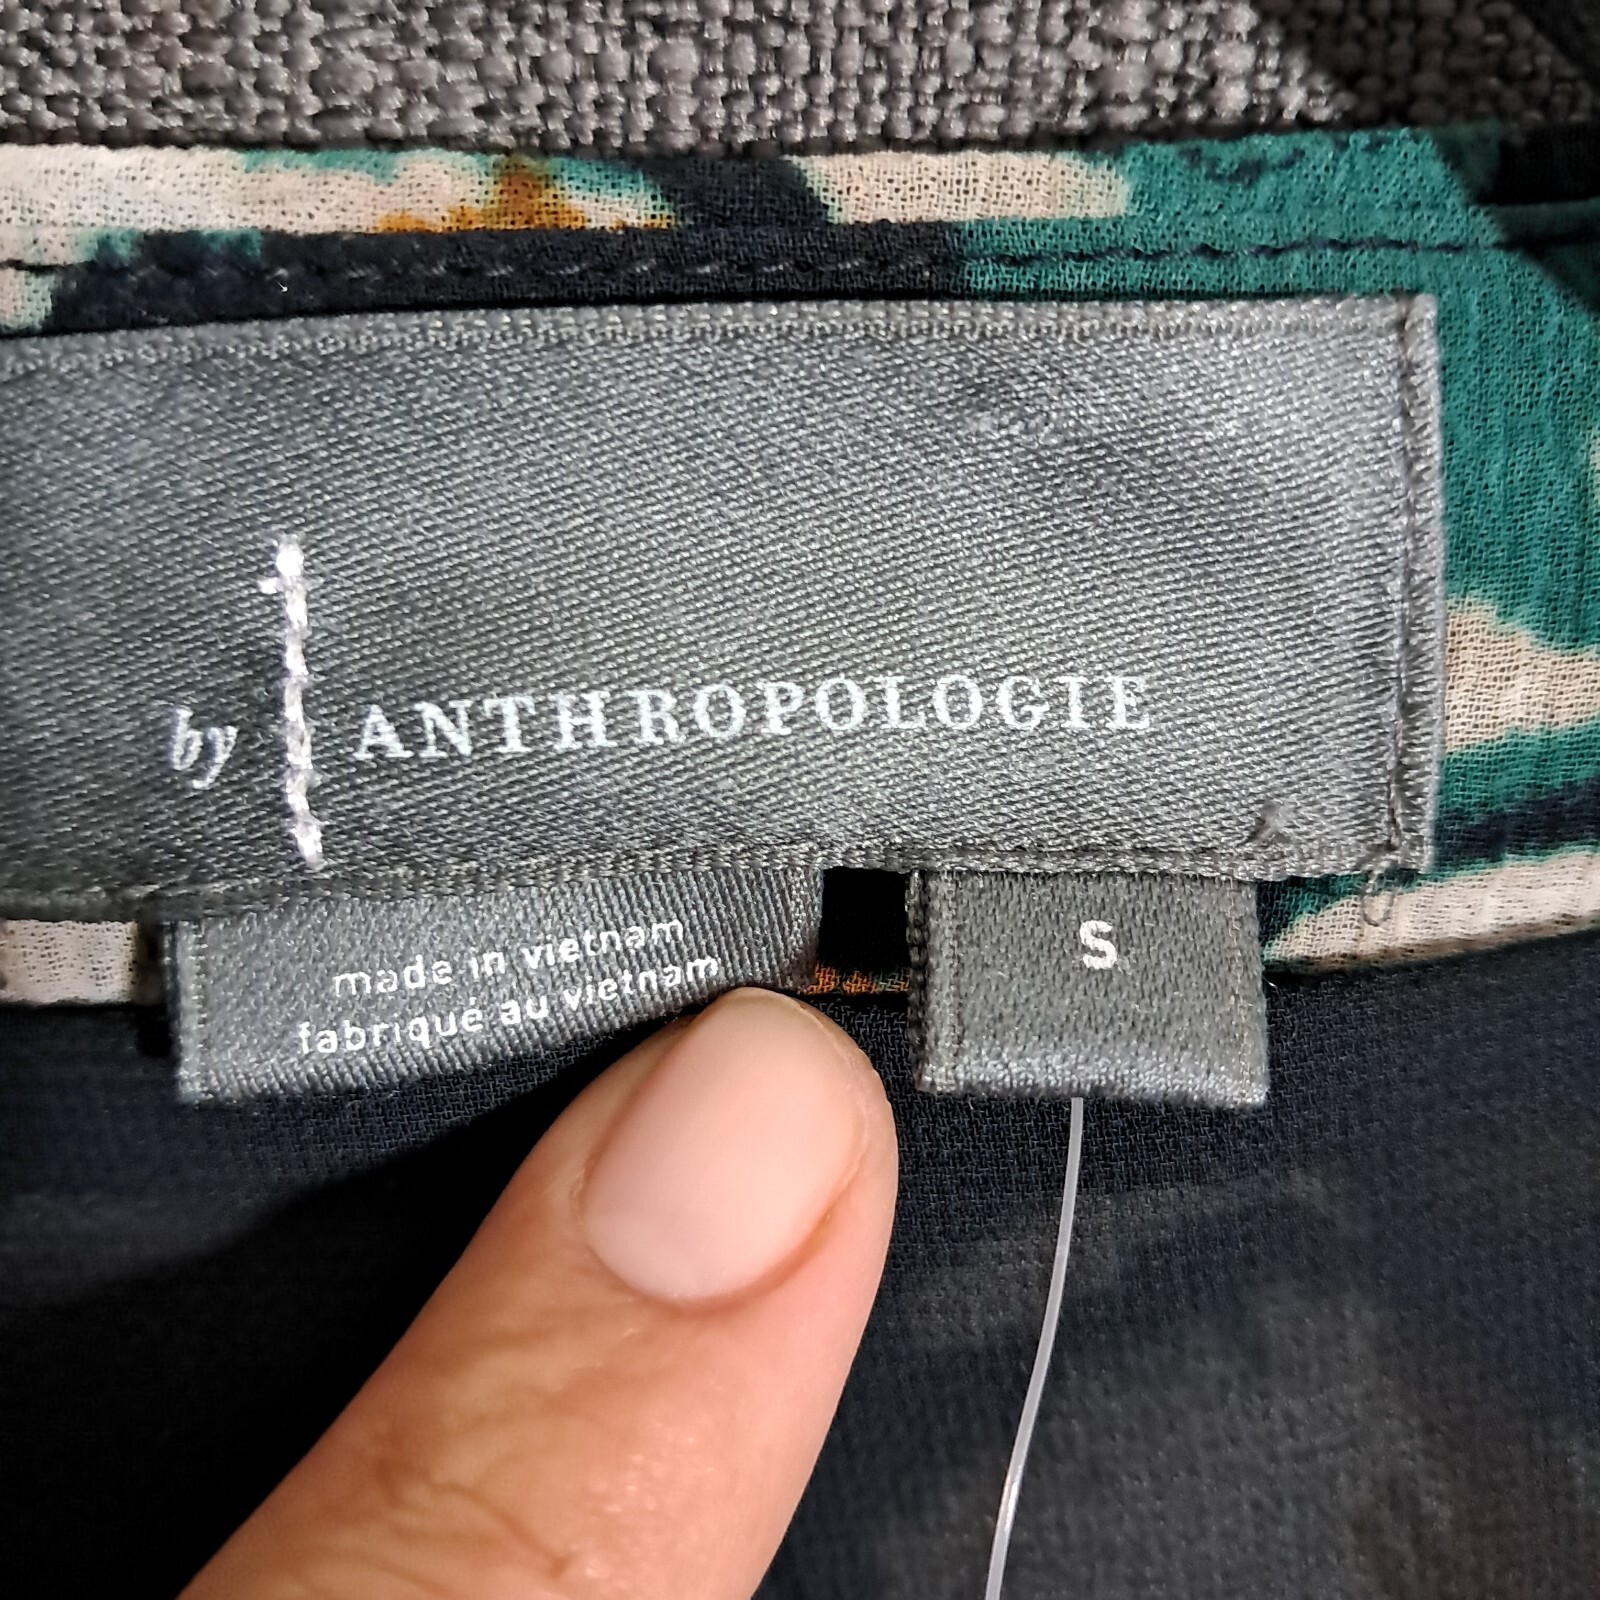 by ANTHROPOLOGIE
made in vietnam
fabriqué au vietnam
S